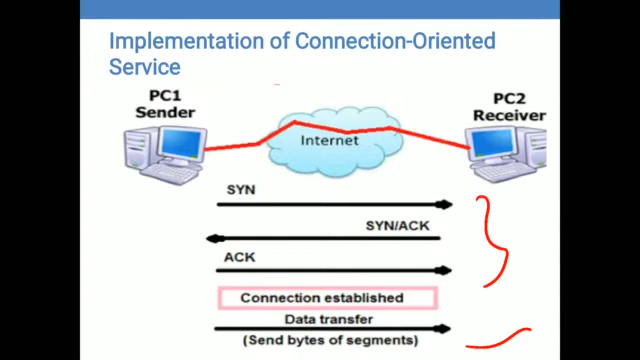 Implementation of Connection-Oriented
Service
PC1
Sender
PC2
Receiver
Internet
SYN
SYN/ACK
ACK
Connection established
Data transfer
(Send bytes of segments)